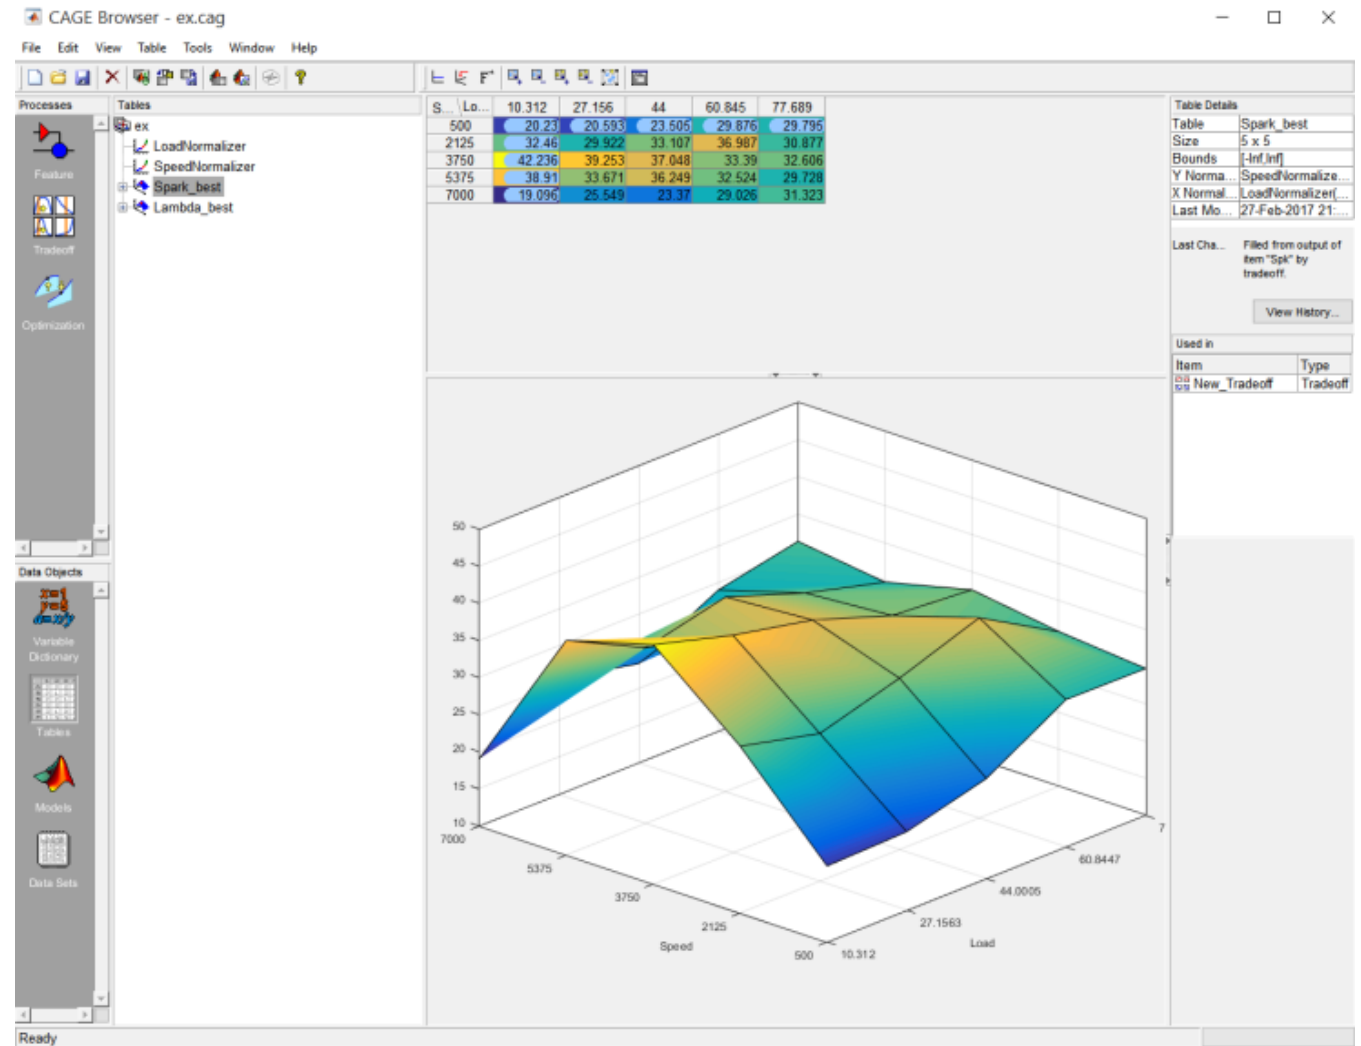 CAGE Browser - ex.cag
File Edit View Table Tools Window Help
Processes
Feature
Tradeoff
Optimization
Data Objects
Variable
Dictionary
Tables
Models
Data Sets
Tables
ex
LoadNormalizer
SpeedNormalizer
Spark_best
Lambda_best
S... \Lo... 10.312 27.156 44 60.845 77.689
500 20.23 20.593 23.505 29.876 29.795
2125 32.46 29.922 33.107 36.987 30.877
3750 42.236 39.253 37.048 33.39 32.606
5375 38.91 33.671 36.249 32.524 29.728
7000 19.096 25.549 23.37 29.026 31.323
50
45
40
35
30
25
20
15
10
7000
5375
3750
2125
500
Speed
10.312
27.1563
44.0005
60.8447
7
Load
Table Details
Table Spark_best
Size 5 x 5
Bounds [-Inf,Inf]
Y Norma... SpeedNormalize...
X Normal... LoadNormalizer(...
Last Mo... 27-Feb-2017 21:...
Last Cha... Filled from output of
item "Spk" by
tradeoff.
View History...
Used in
Item Type
New_Tradeoff Tradeoff
Ready